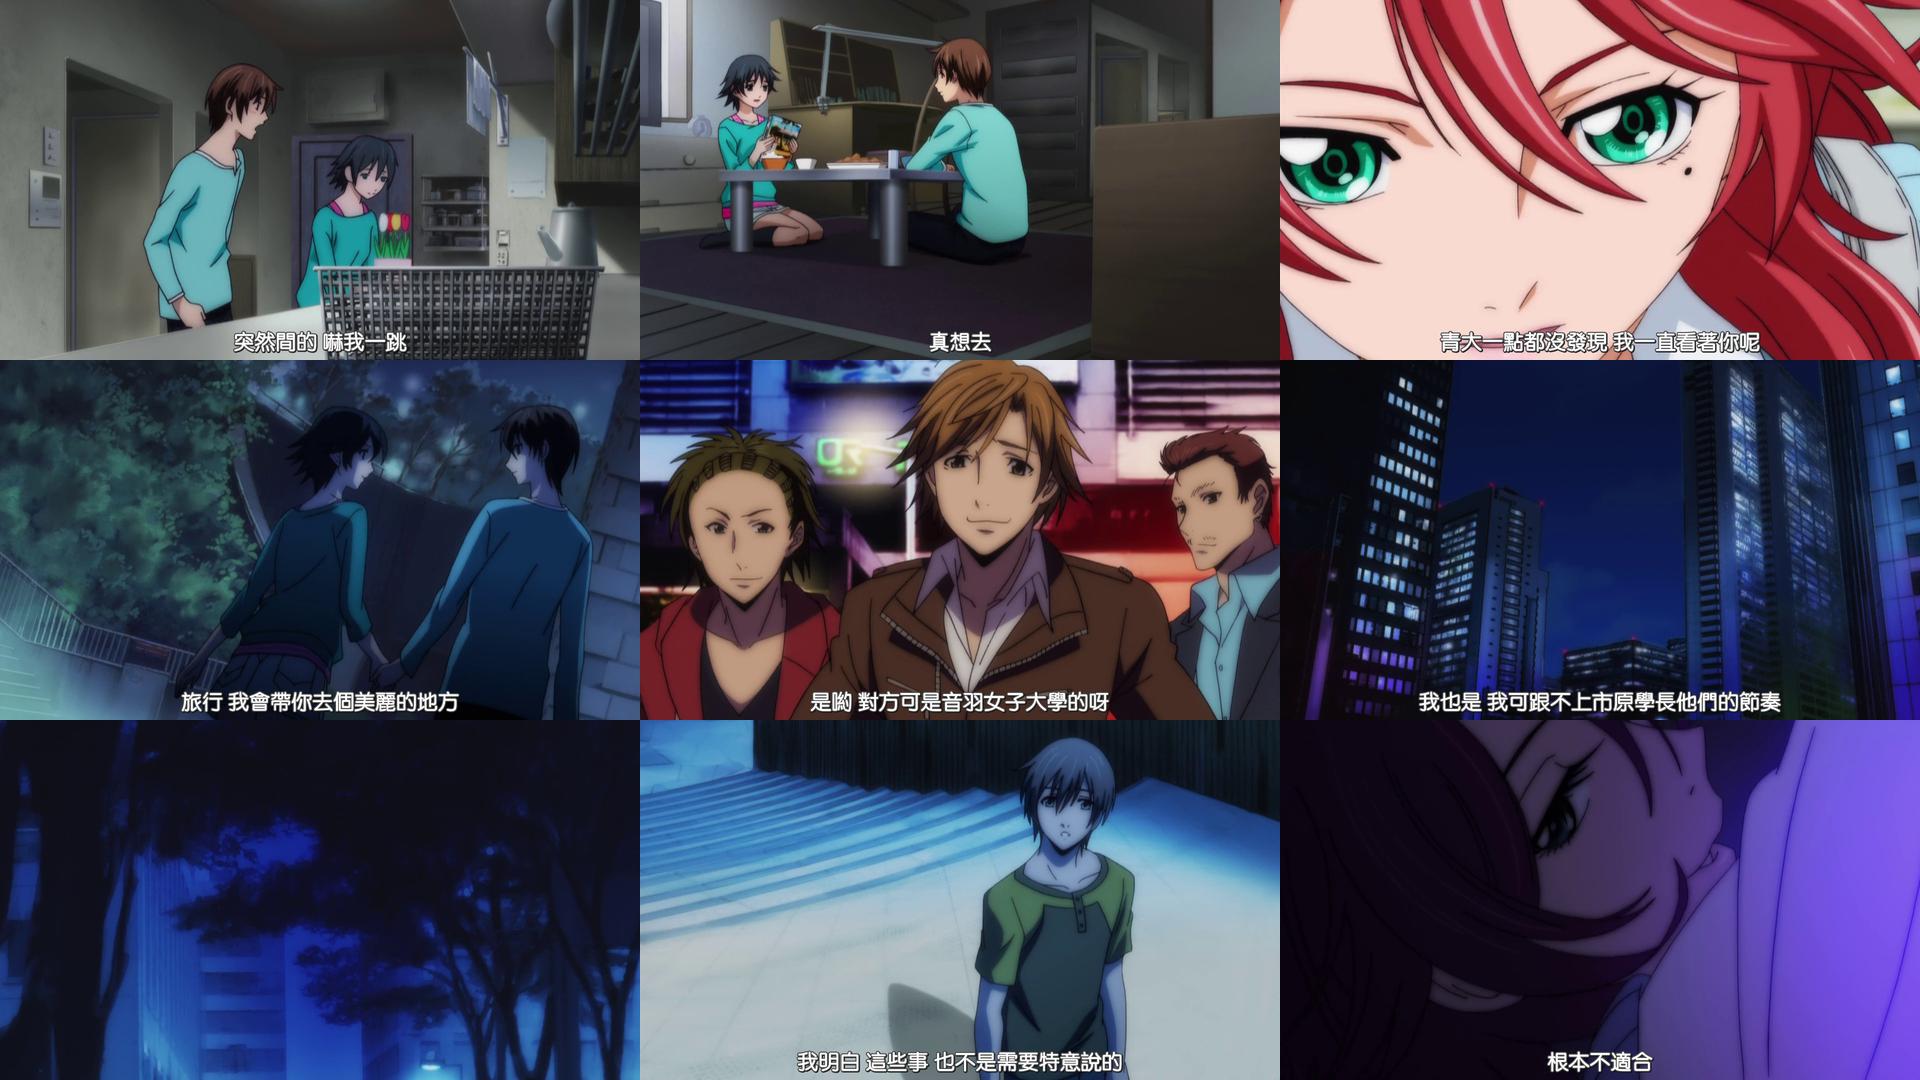 突然間的 嚇我一跳
真想去
青大一點都沒發現 我一直看著你呢
旅行 我會帶你去個美麗的地方
是喲 對方可是音羽女子大學的呀
我也是 我可跟不上市原學長他們的節奏
我明白 這些事 也不是需要特意說的
根本不適合